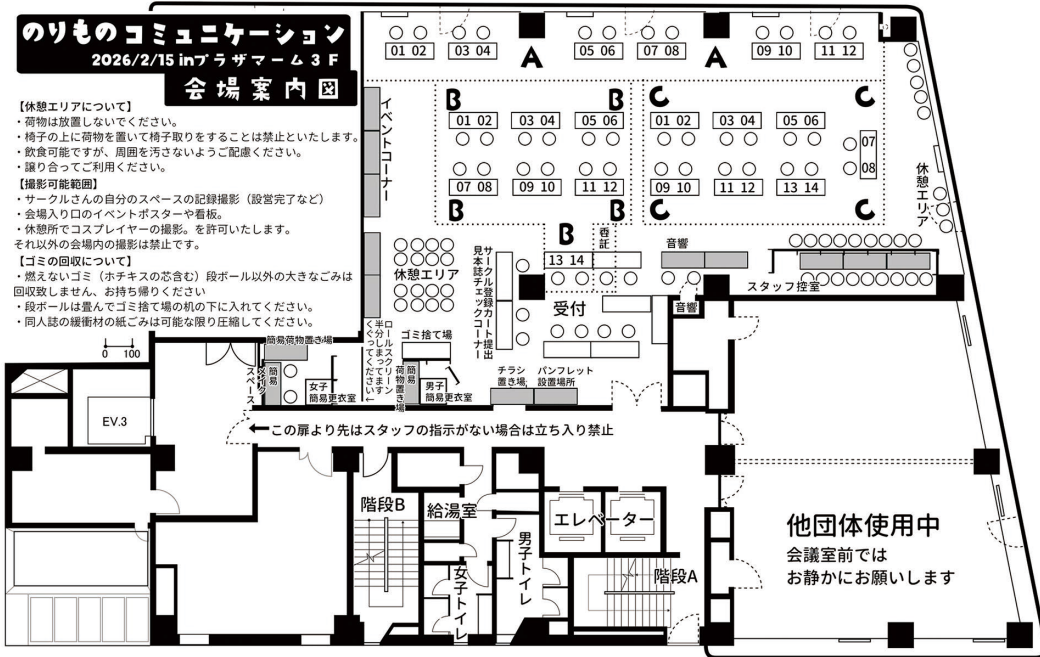 のりものコミュニケーション
2026/2/15 inプラザマーム3F
会場案内図
【休憩エリアについて】
・荷物は放置しないでください。
・椅子の上に荷物を置いて椅子取りをすることは禁止といたします。
・飲食可能ですが、周囲を汚さないようご配慮ください。
・譲り合ってご利用ください。
【撮影可能範囲】
・サークルさんの自分のスペースの記録撮影（設営完了など）
・会場入り口のイベントポスターや看板。
・休憩所でコスプレイヤーの撮影。を許可いたします。
それ以外の会場内の撮影は禁止です。
【ゴミの回収について】
・燃えないゴミ（ホチキスの芯含む）段ボール以外の大きなごみは
回収致しません、お持ち帰りください
・段ボールは畳んでゴミ捨て場の机の下に入れてください。
・同人誌の緩衝材の紙ごみは可能な限り圧縮してください。
0 100
01 02
03 04
05 06
07 08
09 10
11 12
A
A
イベントコーナー
B
B
01 02
03 04
05 06
07 08
09 10
11 12
B
B
C
C
01 02
03 04
05 06
07
08
09 10
11 12
13 14
C
C
休憩エリア
B
委託
13 14
音響
スタッフ控室
音響
休憩エリア
サークル登録カート提出
見本誌チェックコーナー
受付
ゴミ捨て場
ロールスクリーン
半分しまってます
くぐってください←
簡易荷物置き場
簡易
メイク
スペース
女子
簡易更衣室
簡易
荷物置き場
男子
簡易更衣室
チラシ
置き場
パンフレット
設置場所
EV.3
←この扉より先はスタッフの指示がない場合は立ち入り禁止
階段B
給湯室
女子トイレ
男子トイレ
エレベーター
階段A
他団体使用中
会議室前では
お静かにお願いします